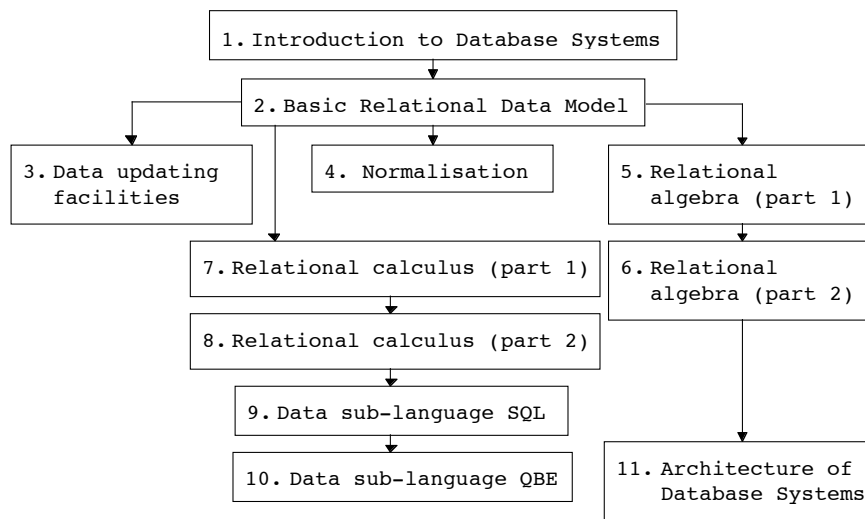 1. Introduction to Database Systems
2. Basic Relational Data Model
3. Data updating
facilities
4. Normalisation
5. Relational
algebra (part 1)
7. Relational calculus (part 1)
6. Relational
algebra (part 2)
8. Relational calculus (part 2)
9. Data sub-language SQL
10. Data sub-language QBE
11. Architecture of
Database Systems